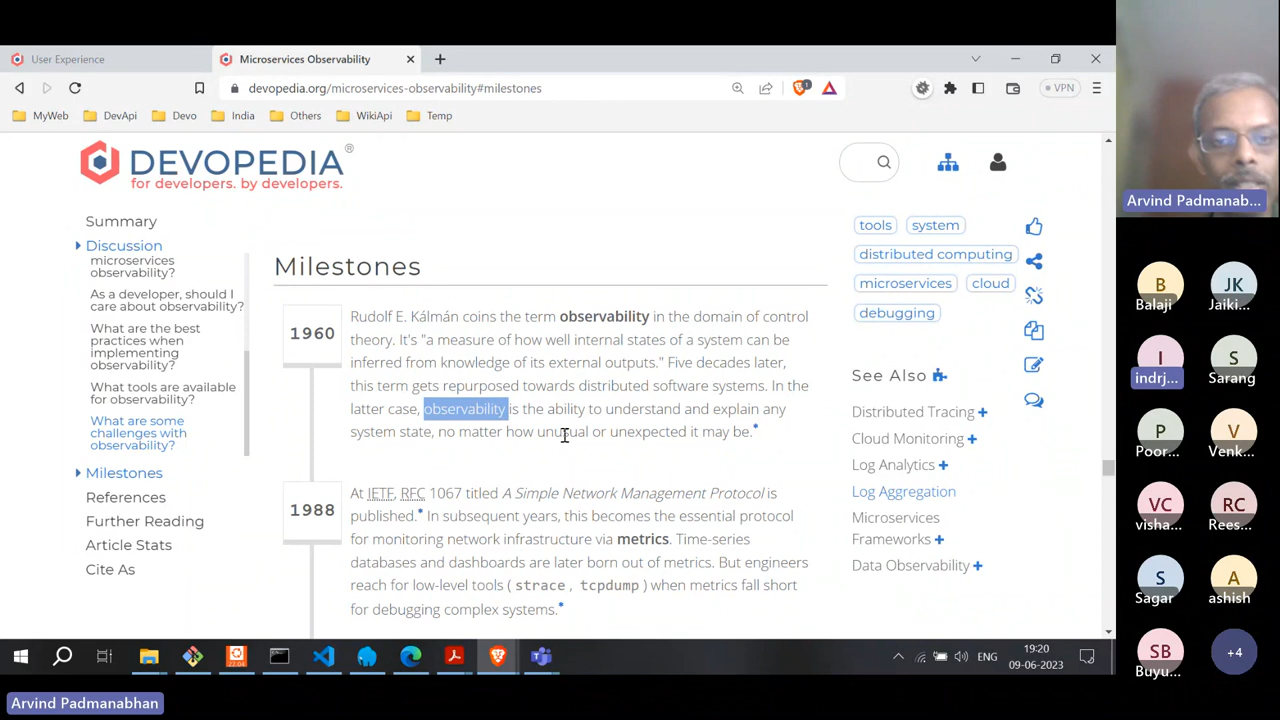 User Experience
Microservices Observability
devopedia.org/microservices-observability#milestones
VPN
MyWeb
DevApi
Devo
India
Others
WikiApi
Temp
DEVOPEDIA®
for developers. by developers.
Summary
Discussion
microservices
observability?
As a developer, should I
care about observability?
What are the best
practices when
implementing
observability?
What tools are available
for observability?
What are some
challenges with
observability?
Milestones
References
Further Reading
Article Stats
Cite As
Milestones
1960
Rudolf E. Kálmán coins the term observability in the domain of control
theory. It's "a measure of how well internal states of a system can be
inferred from knowledge of its external outputs." Five decades later,
this term gets repurposed towards distributed software systems. In the
latter case, observability is the ability to understand and explain any
system state, no matter how unusual or unexpected it may be.*
1988
At IETF, RFC 1067 titled A Simple Network Management Protocol is
published.* In subsequent years, this becomes the essential protocol
for monitoring network infrastructure via metrics. Time-series
databases and dashboards are later born out of metrics. But engineers
reach for low-level tools ( strace , tcpdump ) when metrics fall short
for debugging complex systems.*
tools
system
distributed computing
microservices
cloud
debugging
See Also
Distributed Tracing +
Cloud Monitoring +
Log Analytics +
Log Aggregation
Microservices
Frameworks +
Data Observability +
22.04
ENG
19:20
09-06-2023
Arvind Padmanabhan
Arvind Padmanab...
B
Balaji
JK
Jaiki...
I
indrj...
S
Sarang
P
Poor...
V
Venk...
VC
visha...
RC
Rees...
S
Sagar
A
ashish
SB
Buyu...
+4